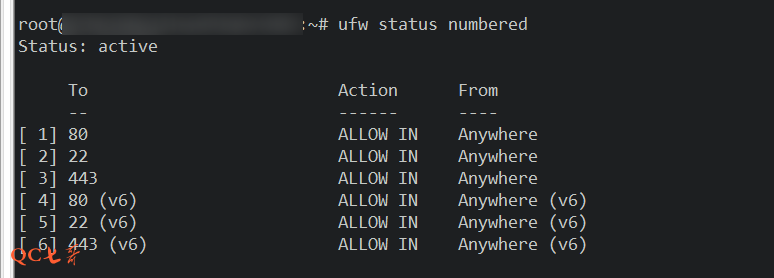 root@:~# ufw status numbered
Status: active
To Action From
-- ------ ----
[ 1] 80 ALLOW IN Anywhere
[ 2] 22 ALLOW IN Anywhere
[ 3] 443 ALLOW IN Anywhere
[ 4] 80 (v6) ALLOW IN Anywhere (v6)
[ 5] 22 (v6) ALLOW IN Anywhere (v6)
[ 6] 443 (v6) ALLOW IN Anywhere (v6)
QC